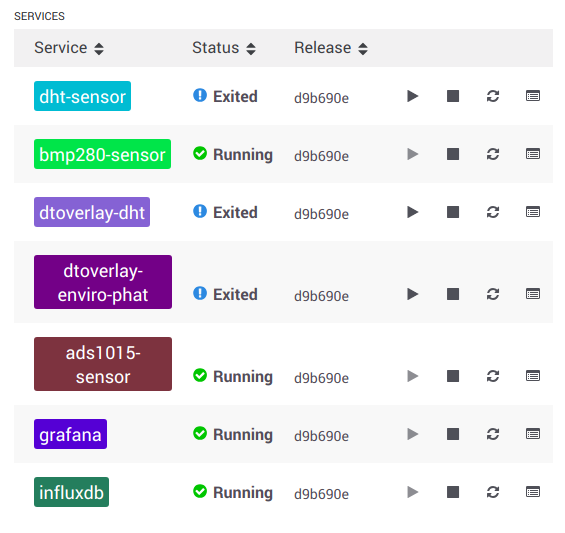 SERVICES
Service Status Release
dht-sensor Exited d9b690e
bmp280-sensor Running d9b690e
dtoverlay-dht Exited d9b690e
dtoverlay-
enviro-phat Exited d9b690e
ads1015-
sensor Running d9b690e
grafana Running d9b690e
influxdb Running d9b690e